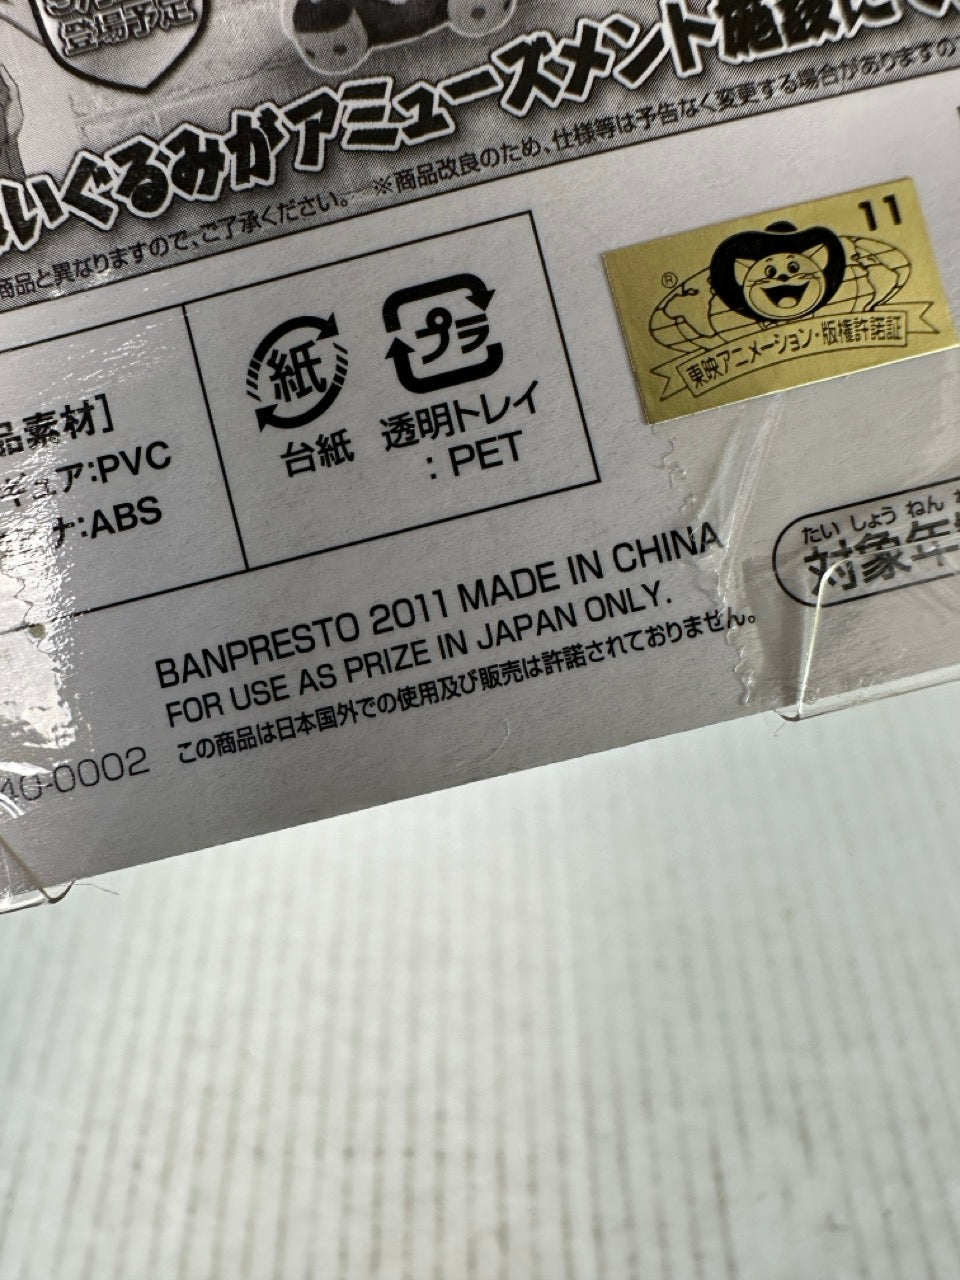 登場予定
いぐるみがアミューズメント施設にて
※商品改良のため、仕様等は予告なく変更する場合がありますの
商品と異なりますので、ご了承ください。
11
®
東映アニメーション・版権許諾証
紙
プラ
台紙
透明トレイ
:PET
品素材]
ギュア:PVC
ナ:ABS
たいしょうねん
対象年
BANPRESTO 2011 MADE IN CHINA
FOR USE AS PRIZE IN JAPAN ONLY.
この商品は日本国外での使用及び販売は許諾されておりません。
40-0002